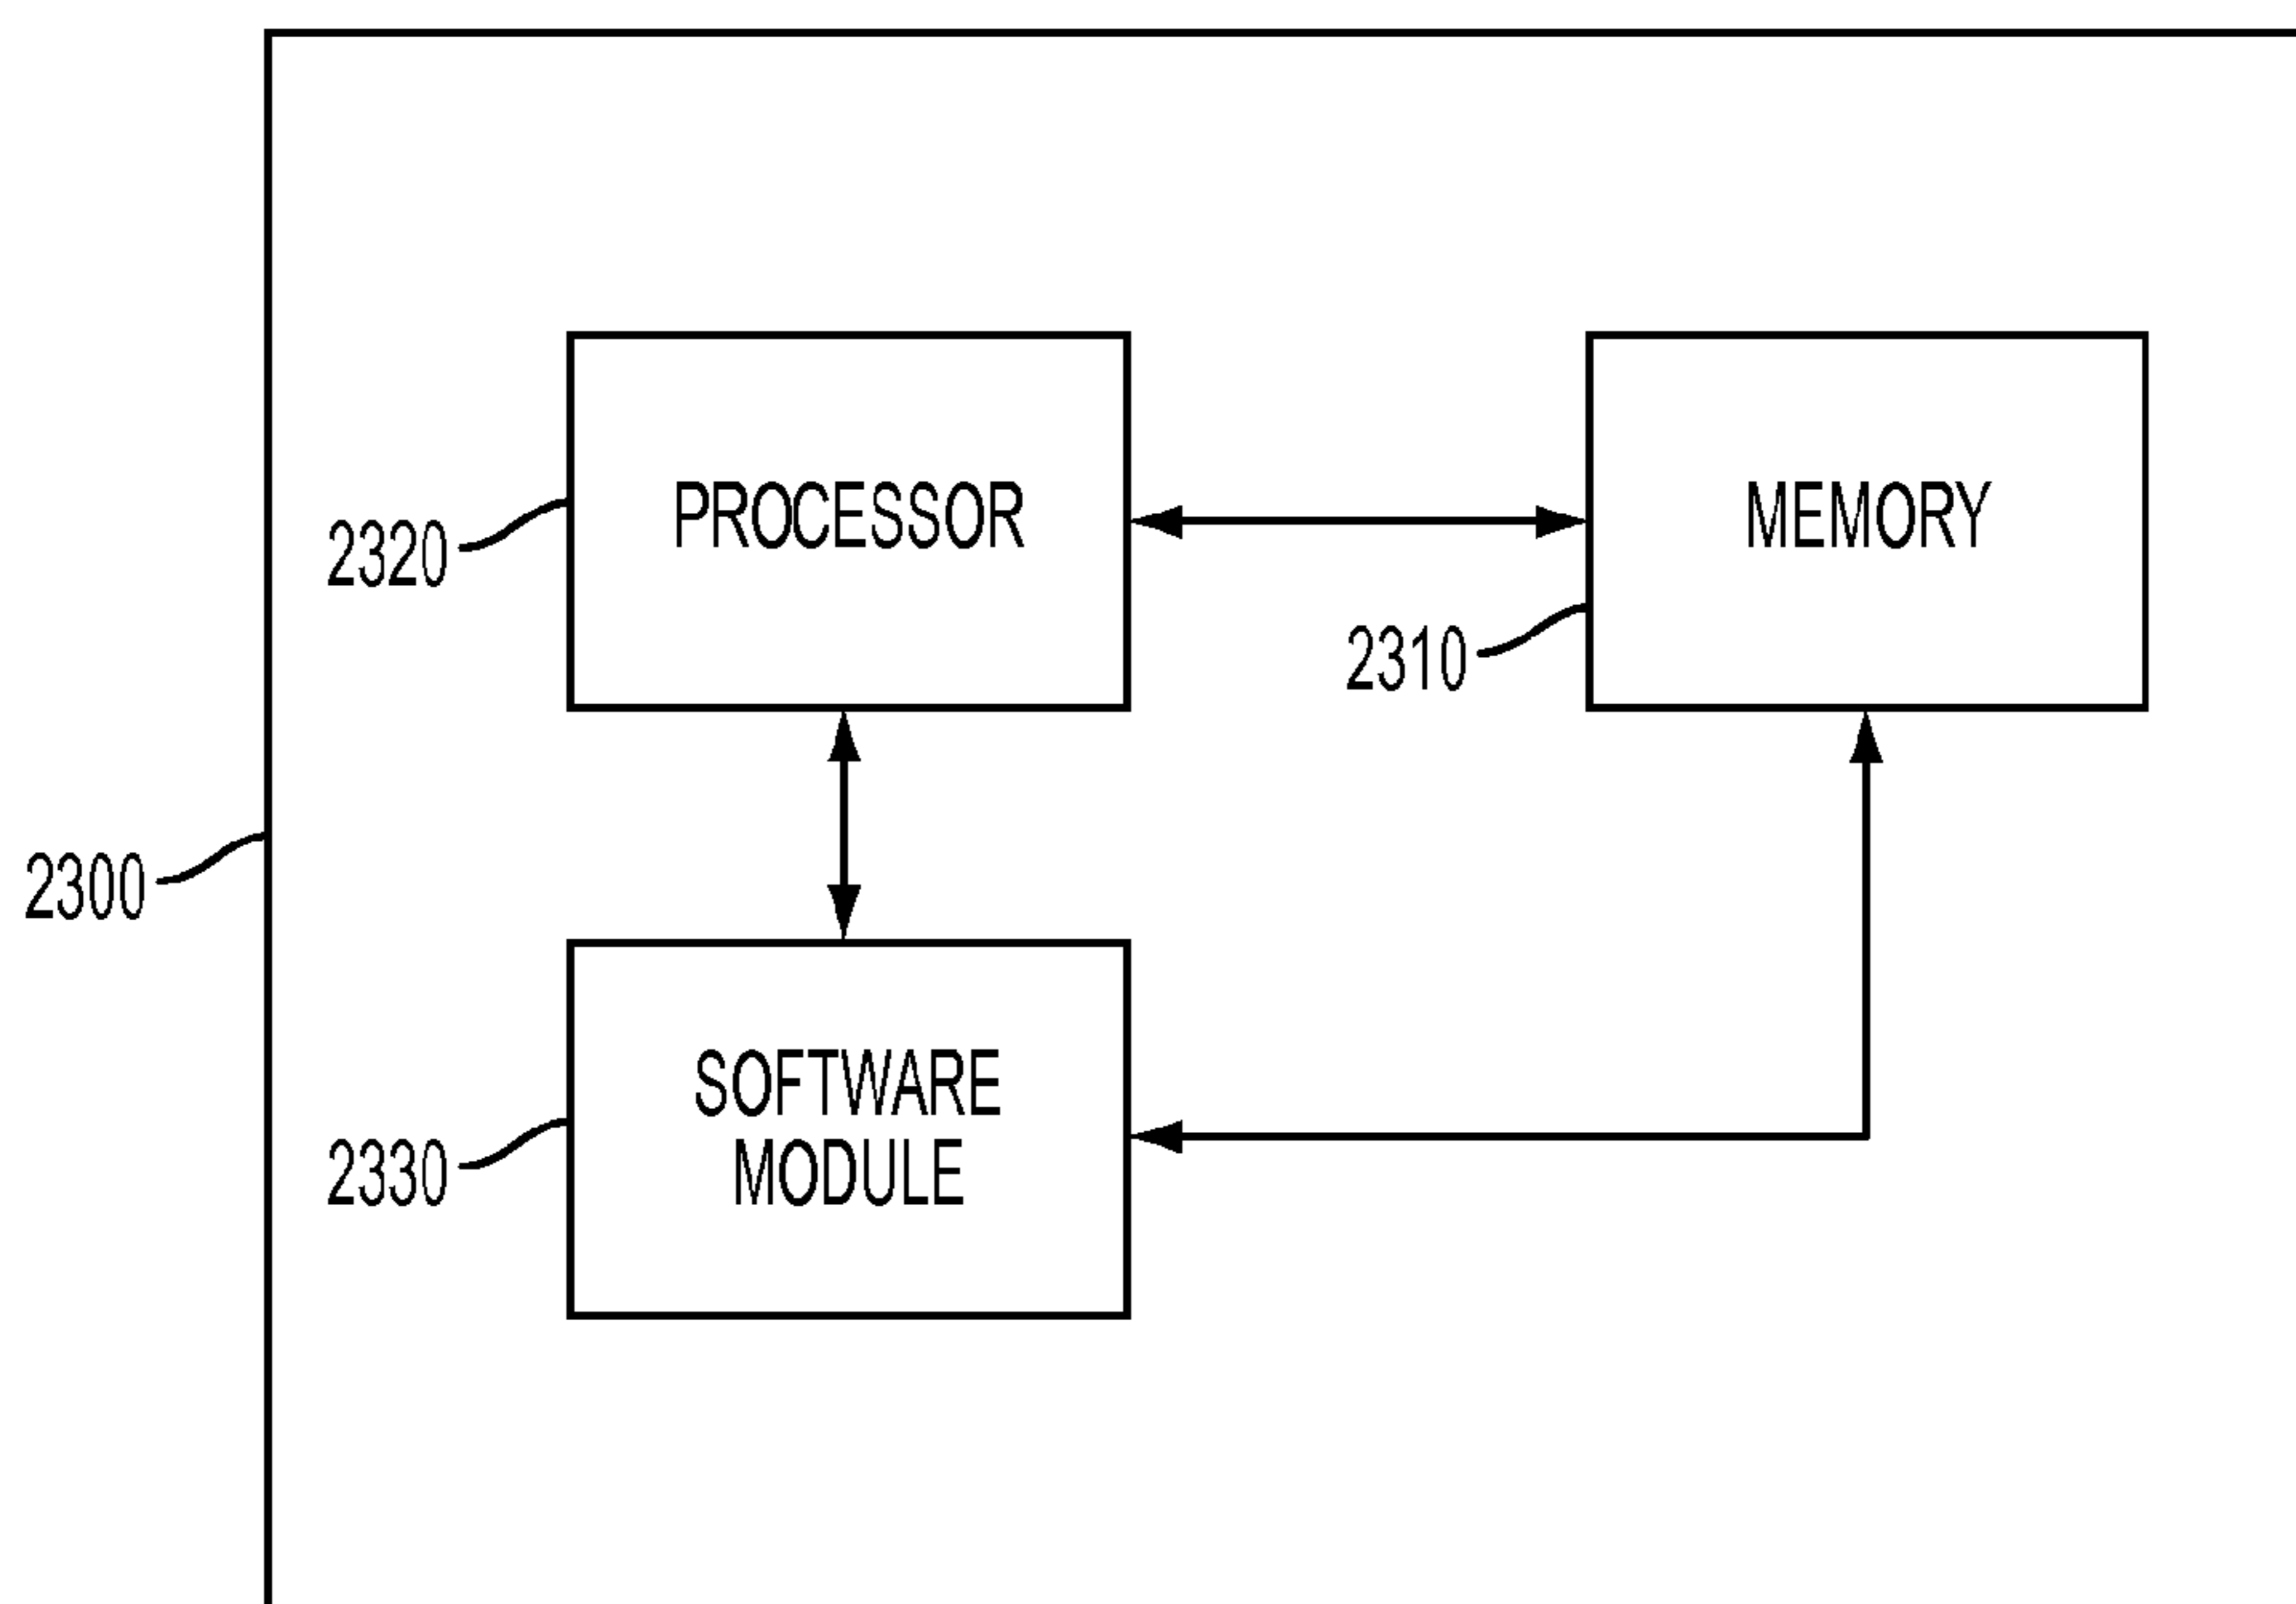 PROCESSOR
MEMORY
2320
2310
2300
SOFTWARE
MODULE
2330